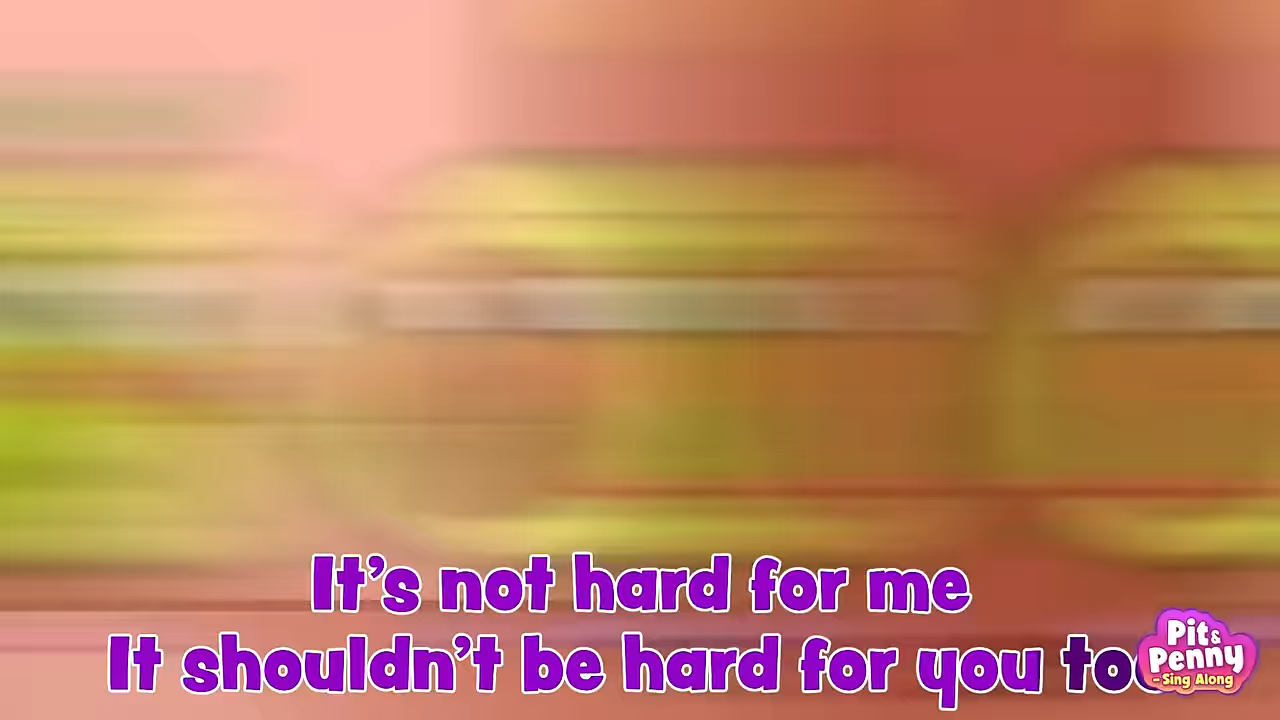 It's not hard for me
It shouldn't be hard for you too
Pit &
Penny
- Sing Along